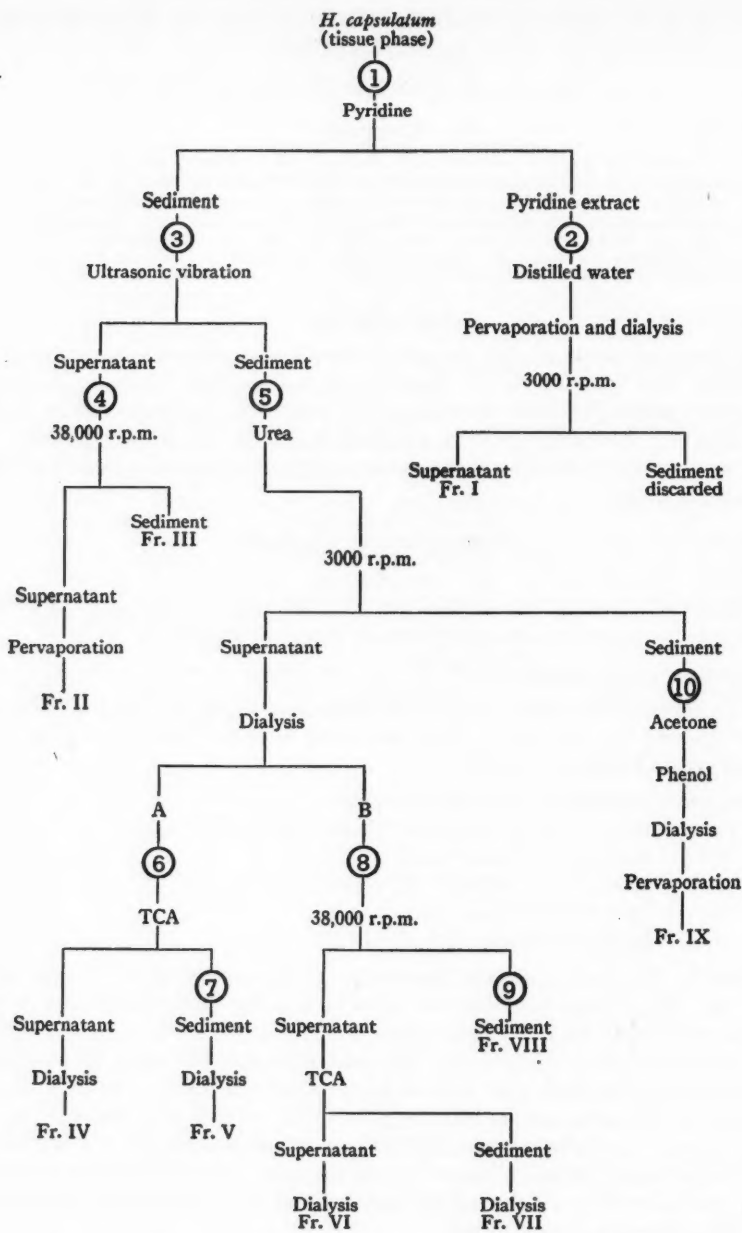 H. capsulatum
(tissue phase)
1
Pyridine
Sediment
Pyridine extract
3
2
Ultrasonic vibration
Distilled water
Pervaporation and dialysis
Supernatant
Sediment
4
5
3000 r.p.m.
38,000 r.p.m.
Urea
Supernatant
Fr. I
Sediment
discarded
Sediment
Fr. III
3000 r.p.m.
Supernatant
Pervaporation
Fr. II
Supernatant
Sediment
10
Dialysis
Acetone
Phenol
A
B
Dialysis
6
8
Pervaporation
TCA
38,000 r.p.m.
Fr. IX
7
9
Supernatant
Sediment
Supernatant
Sediment
Fr. VIII
Dialysis
Dialysis
TCA
Fr. IV
Fr. V
Supernatant
Sediment
Dialysis
Fr. VI
Dialysis
Fr. VII